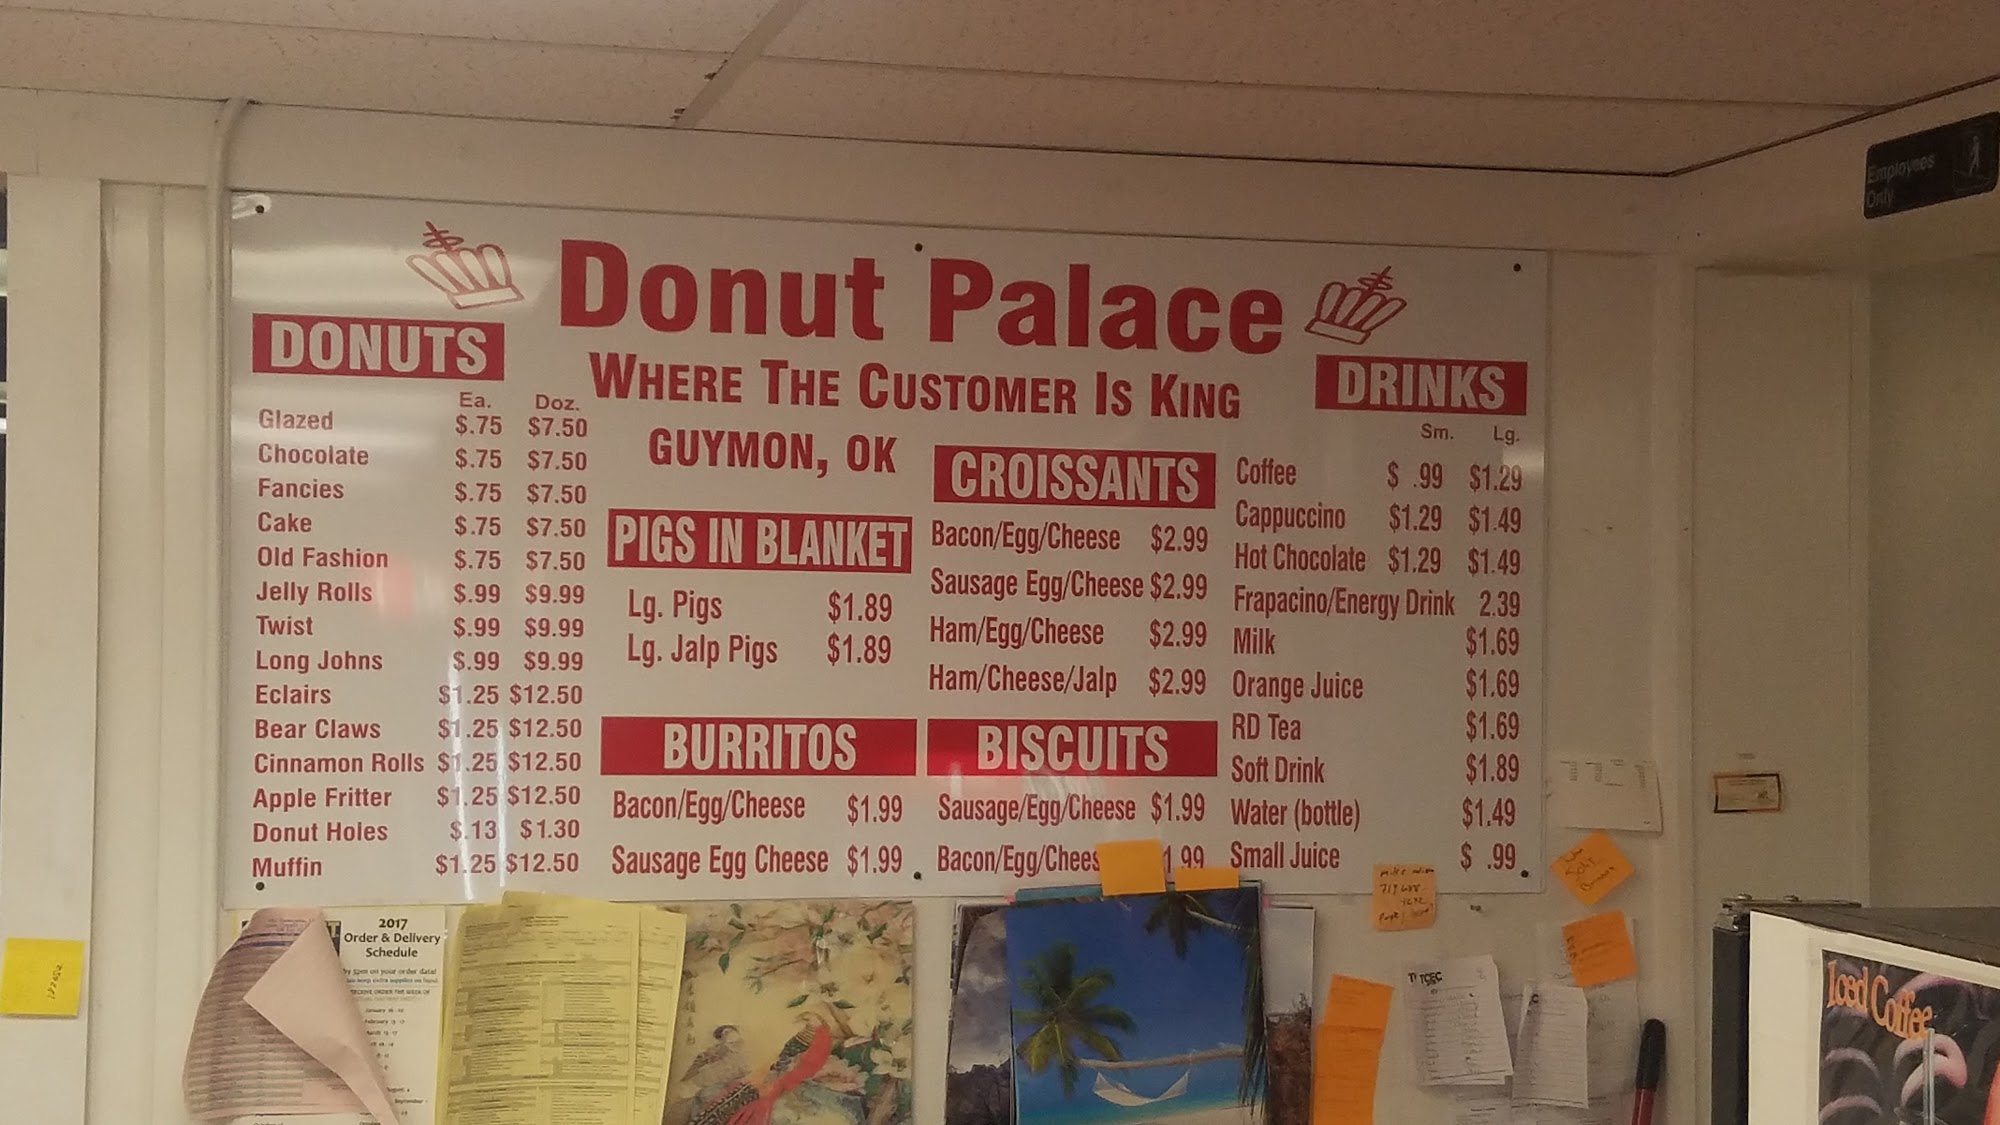 Donut Palace
WHERE THE CUSTOMER IS KING
GUYMON, OK
DONUTS
Ea. Doz.
Glazed $.75 $7.50
Chocolate $.75 $7.50
Fancies $.75 $7.50
Cake $.75 $7.50
Old Fashion $.75 $7.50
Jelly Rolls $.99 $9.99
Twist $.99 $9.99
Long Johns $.99 $9.99
Eclairs $1.25 $12.50
Bear Claws $1.25 $12.50
Cinnamon Rolls $1.25 $12.50
Apple Fritter $1.25 $12.50
Donut Holes $.13 $1.30
Muffin $1.25 $12.50
PIGS IN BLANKET
Lg. Pigs $1.89
Lg. Jalp Pigs $1.89
BURRITOS
Bacon/Egg/Cheese $1.99
Sausage Egg Cheese $1.99
CROISSANTS
Bacon/Egg/Cheese $2.99
Sausage Egg/Cheese $2.99
Ham/Egg/Cheese $2.99
Ham/Cheese/Jalp $2.99
BISCUITS
Sausage/Egg/Cheese $1.99
Bacon/Egg/Chees 1.99
DRINKS
Sm. Lg.
Coffee $ .99 $1.29
Cappuccino $1.29 $1.49
Hot Chocolate $1.29 $1.49
Frapacino/Energy Drink 2.39
Milk $1.69
Orange Juice $1.69
RD Tea $1.69
Soft Drink $1.89
Water (bottle) $1.49
Small Juice $ .99
Employees
Only
2017
Order & Delivery
Schedule
Iced Coffee